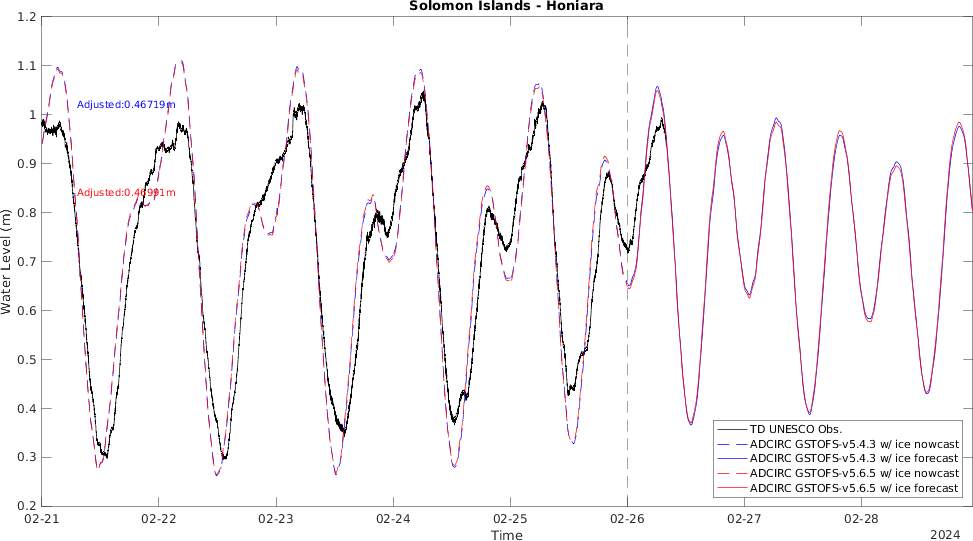 Solomon Islands - Honiara
1.2
1.1
1
0.9
0.8
0.7
0.6
0.5
0.4
0.3
0.2
Water Level (m)
Adjusted:0.46719m
Adjusted:0.46991m
TD UNESCO Obs.
ADCIRC GSTOFS-v5.4.3 w/ ice nowcast
ADCIRC GSTOFS-v5.4.3 w/ ice forecast
ADCIRC GSTOFS-v5.6.5 w/ ice nowcast
ADCIRC GSTOFS-v5.6.5 w/ ice forecast
02-21 02-22 02-23 02-24 02-25 02-26 02-27 02-28
Time
2024